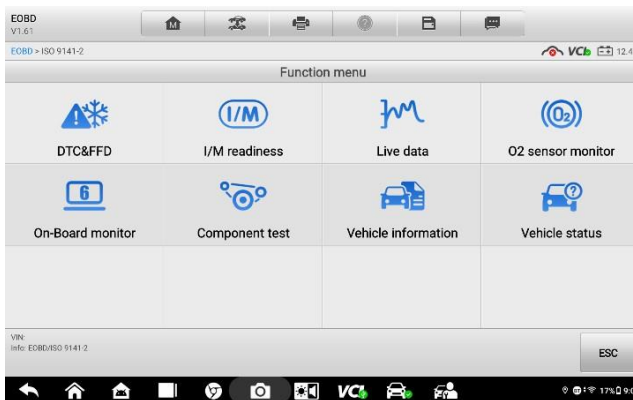 EOBD
V1.61
M
EOBD > ISO 9141-2
VCI 12.4
Function menu
I/M
O2
DTC&FFD
I/M readiness
Live data
O2 sensor monitor
6
?
On-Board monitor
Component test
Vehicle information
Vehicle status
VIN:
Info: EOBD/ISO 9141-2
ESC
VCI
17% 9:0